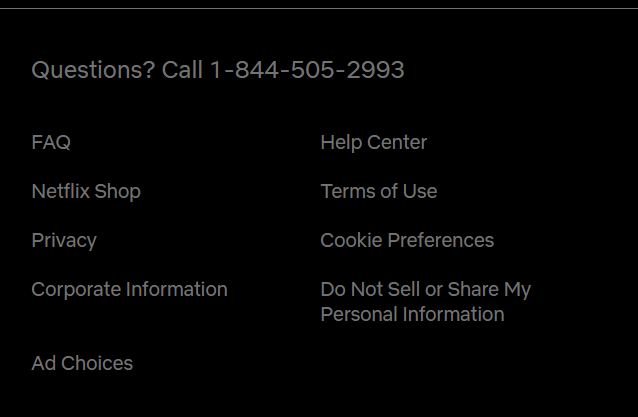 Questions? Call 1-844-505-2993
FAQ
Help Center
Netflix Shop
Terms of Use
Privacy
Cookie Preferences
Corporate Information
Do Not Sell or Share My
Personal Information
Ad Choices